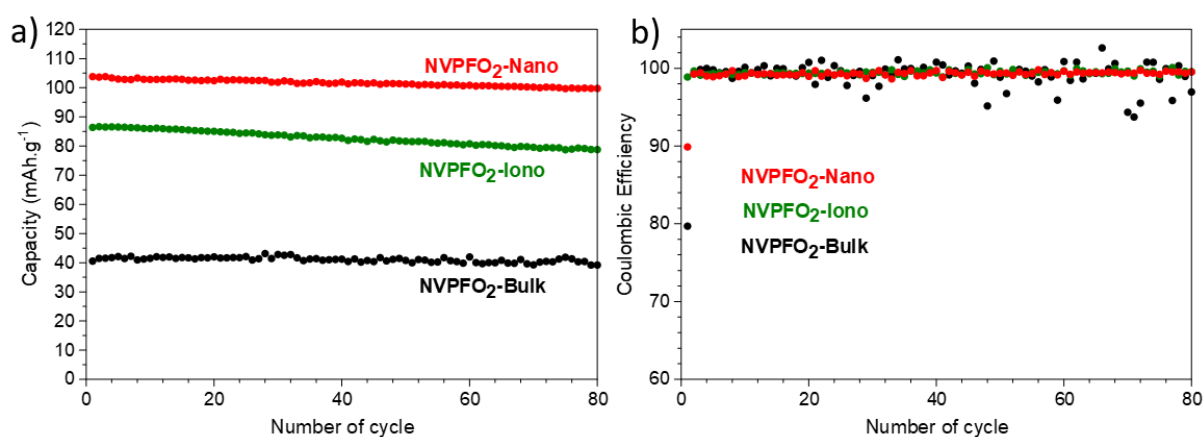 a)
Capacity (mAh.g⁻¹)
120
110
100
90
80
70
60
50
40
30
20
10
0
NVPFO₂-Nano
NVPFO₂-Iono
NVPFO₂-Bulk
0 20 40 60 80
Number of cycle
b)
Coulombic Efficiency
100
90
80
70
60
NVPFO₂-Nano
NVPFO₂-Iono
NVPFO₂-Bulk
0 20 40 60 80
Number of cycle